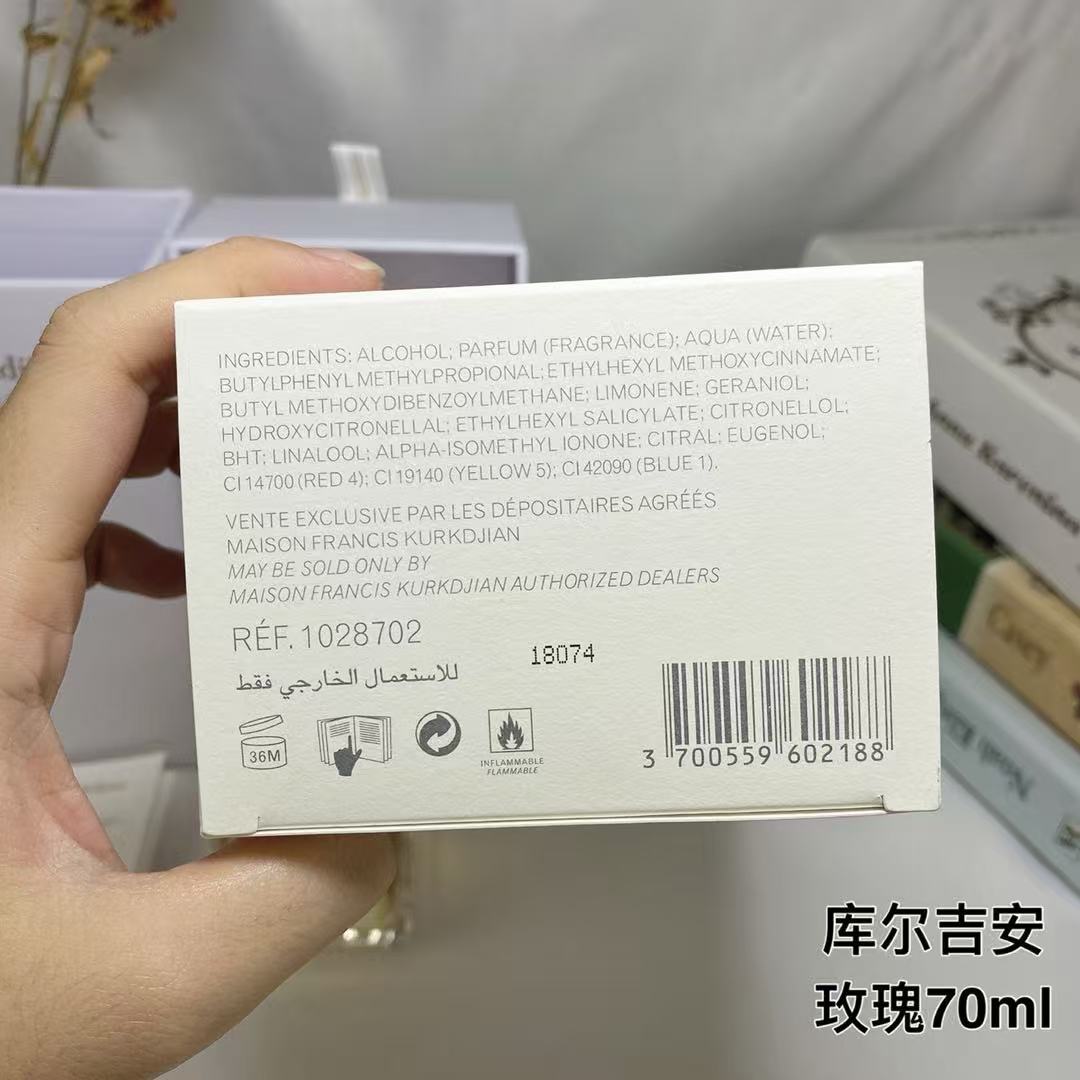 INGREDIENTS: ALCOHOL; PARFUM (FRAGRANCE); AQUA (WATER);
BUTYLPHENYL METHYLPROPIONAL; ETHYLHEXYL METHOXYCINNAMATE;
BUTYL METHOXYDIBENZOYLMETHANE; LIMONENE; GERANIOL;
HYDROXYCITRONELLAL; ETHYLHEXYL SALICYLATE; CITRONELLOL;
BHT; LINALOOL; ALPHA-ISOMETHYL IONONE; CITRAL; EUGENOL;
CI 14700 (RED 4); CI 19140 (YELLOW 5); CI 42090 (BLUE 1).
VENTE EXCLUSIVE PAR LES DÉPOSITAIRES AGRÉÉS
MAISON FRANCIS KURKDJIAN
MAY BE SOLD ONLY BY
MAISON FRANCIS KURKDJIAN AUTHORIZED DEALERS
RÉF. 1028702
18074
للاستعمال الخارجي فقط
36M
INFLAMMABLE
FLAMMABLE
3 700559 602188
库尔吉安
玫瑰70ml